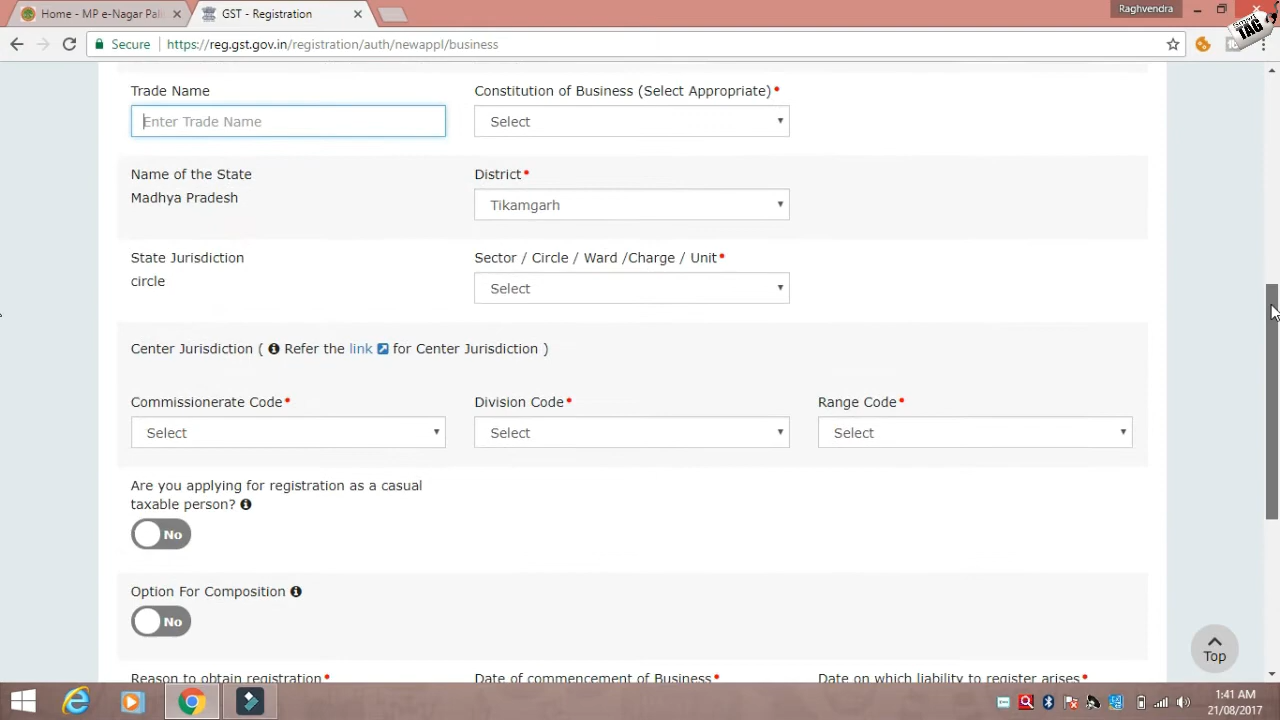 Home - MP e-Nagar Pal
GST - Registration
Raghvendra
TAG
Secure
https://reg.gst.gov.in/registration/auth/newappl/business
Trade Name
Constitution of Business (Select Appropriate)*
Enter Trade Name
Select
Name of the State
District*
Madhya Pradesh
Tikamgarh
State Jurisdiction
Sector / Circle / Ward /Charge / Unit*
circle
Select
Center Jurisdiction ( Refer the link for Center Jurisdiction )
Commissionerate Code*
Division Code*
Range Code*
Select
Select
Select
Are you applying for registration as a casual
taxable person?
No
Option For Composition
No
Top
Reason to obtain registration*
Date of commencement of Business*
Date on which liability to register arises*
1:41 AM
21/08/2017